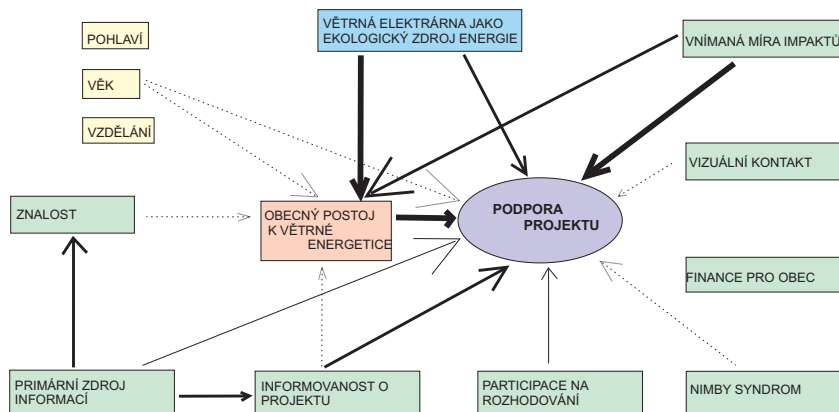 VĚTRNÁ ELEKTRÁRNA JAKO
EKOLOGICKÝ ZDROJ ENERGIE
POHLAVÍ
VNÍMANÁ MÍRA IMPAKTŮ
VĚK
VZDĚLÁNÍ
VIZUÁLNÍ KONTAKT
ZNALOST
OBECNÝ POSTOJ
K VĚTRNÉ
ENERGETICE
PODPORA
PROJEKTU
FINANCE PRO OBEC
PRIMÁRNÍ ZDROJ
INFORMACÍ
INFORMOVANOST O
PROJEKTU
PARTICIPACE NA
ROZHODOVÁNÍ
NIMBY SYNDROM